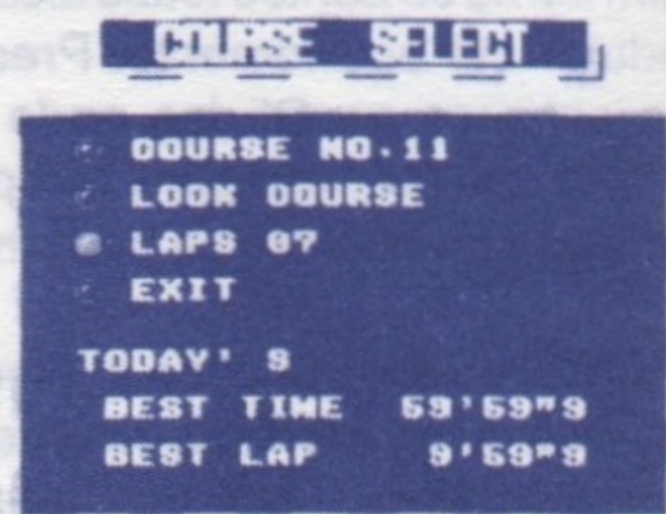 COURSE SELECT
COURSE NO.11
LOOK COURSE
LAPS 07
EXIT
TODAY'S
BEST TIME 59'59"9
BEST LAP 9'59"9